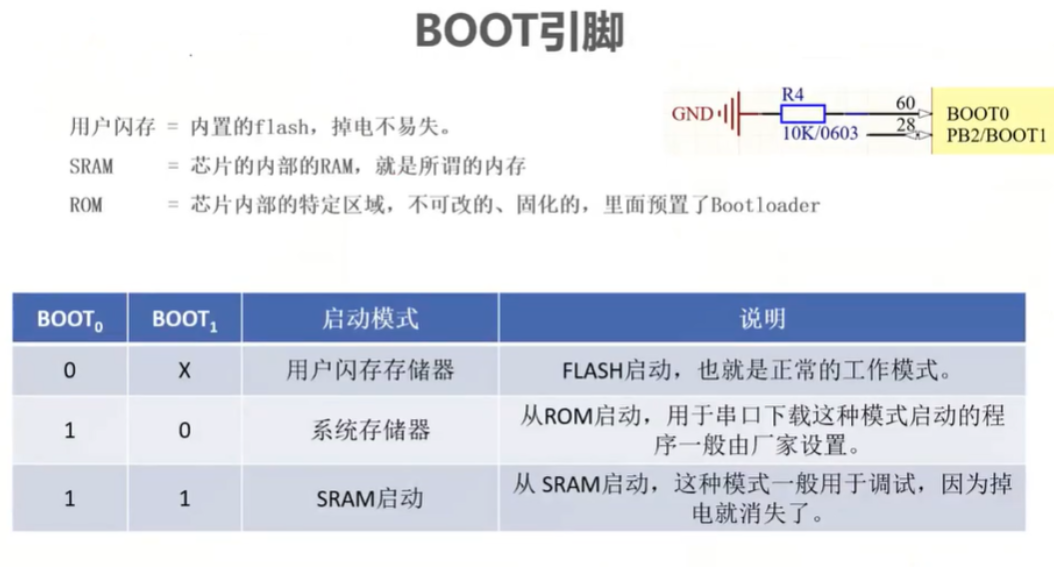 BOOT引脚
用户闪存 = 内置的flash，掉电不易失。
SRAM = 芯片的内部的RAM，就是所谓的内存
ROM = 芯片内部的特定区域，不可改的、固化的，里面预置了Bootloader
GND
R4
10K/0603
60
28
BOOT0
PB2/BOOT1
BOOT0 BOOT1 启动模式 说明
0 X 用户闪存存储器 FLASH启动，也就是正常的工作模式。
1 0 系统存储器 从ROM启动，用于串口下载这种模式启动的程
序一般由厂家设置。
1 1 SRAM启动 从 SRAM启动，这种模式一般用于调试，因为掉
电就消失了。